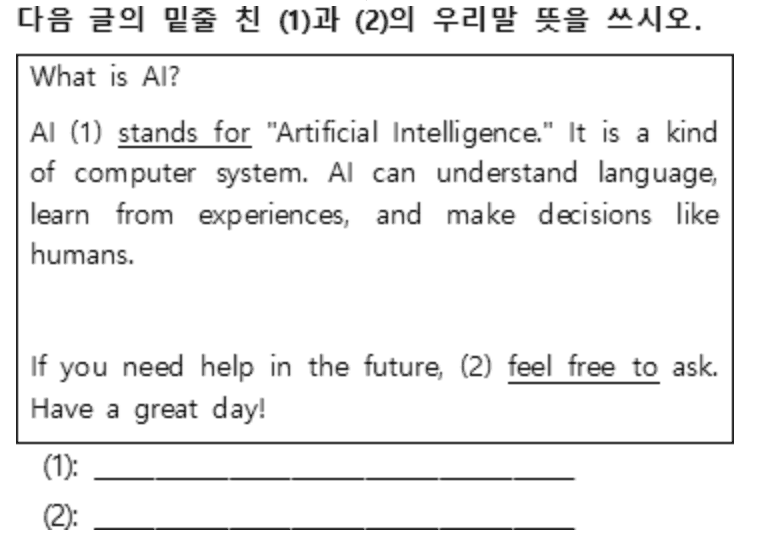 다음 글의 밑줄 친 (1)과 (2)의 우리말 뜻을 쓰시오.
What is AI?
AI (1) stands for "Artificial Intelligence." It is a kind
of computer system. AI can understand language,
learn from experiences, and make decisions like
humans.
If you need help in the future, (2) feel free to ask.
Have a great day!
(1): ________________________________
(2): ________________________________